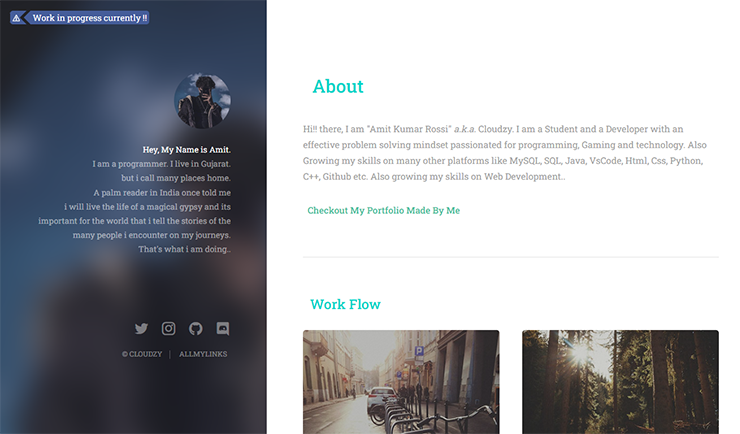 Work in progress currently !!
Hey, My Name is Amit.
I am a programmer. I live in Gujarat.
but i call many places home.
A palm reader in India once told me
i will live the life of a magical gypsy and its
important for the world that i tell the stories of the
many people i encounter on my journeys.
That's what i am doing..
© CLOUDZY | ALLMYLINKS
About
Hi!! there, I am "Amit Kumar Rossi" a.k.a. Cloudzy. I am a Student and a Developer with an
effective problem solving mindset passionated for programming, Gaming and technology. Also
Growing my skills on many other platforms like MySQL, SQL, Java, VsCode, Html, Css, Python,
C++, Github etc. Also growing my skills on Web Development..
Checkout My Portfolio Made By Me
Work Flow